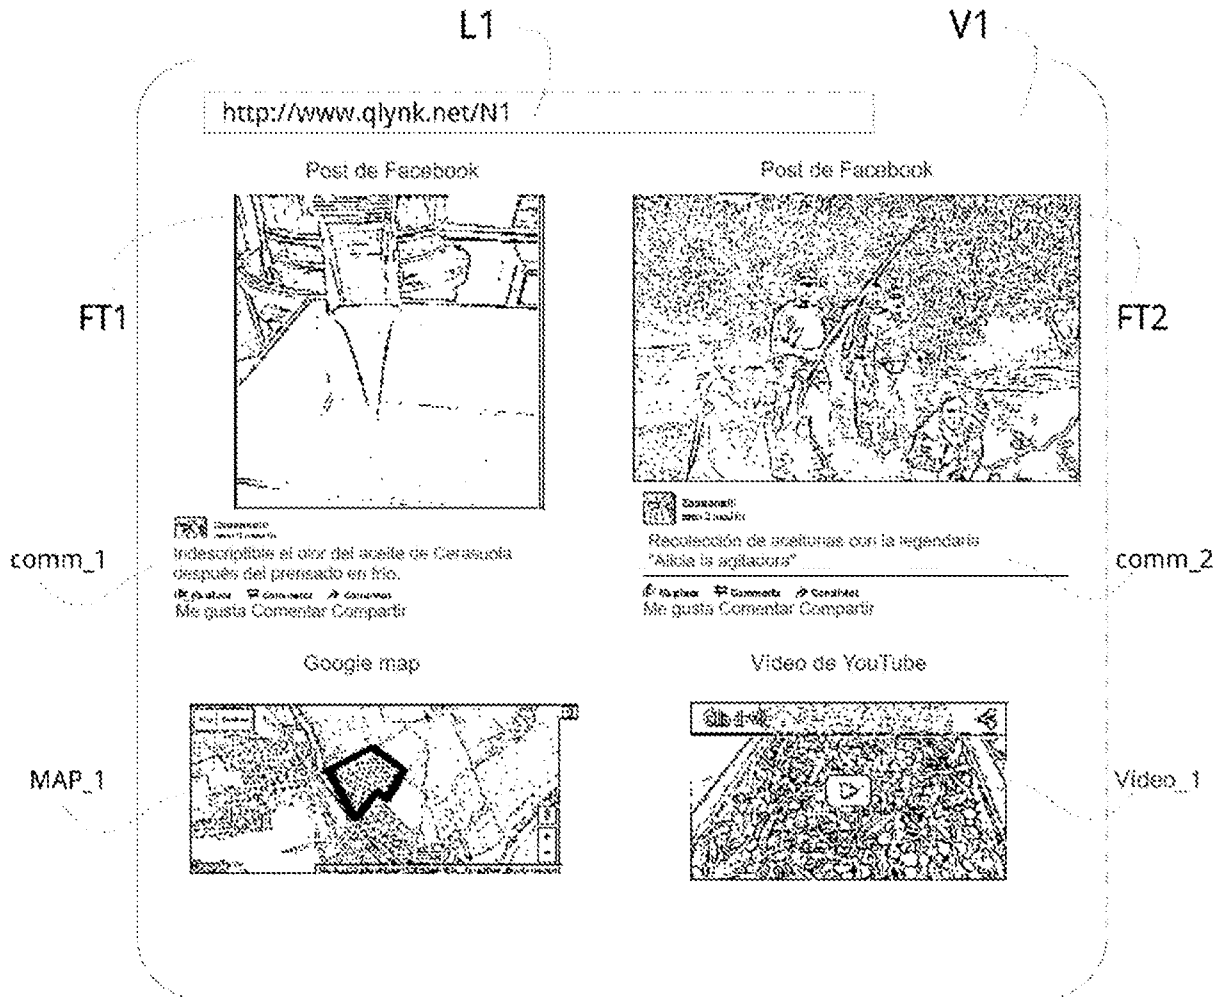 L1
V1
http://www.qlynk.net/N1
Post de Facebook
Post de Facebook
FT1
FT2
comm_1
Indescriptible el olor del aceite de Cerasuola
después del prensado en frío.
Me gusta Comentar Compartir
Recolección de aceitunas con la legendaria
"Alicia la agitadora"
comm_2
Me gusta Comentar Compartir
Google map
Vídeo de YouTube
MAP_1
Vídeo_1